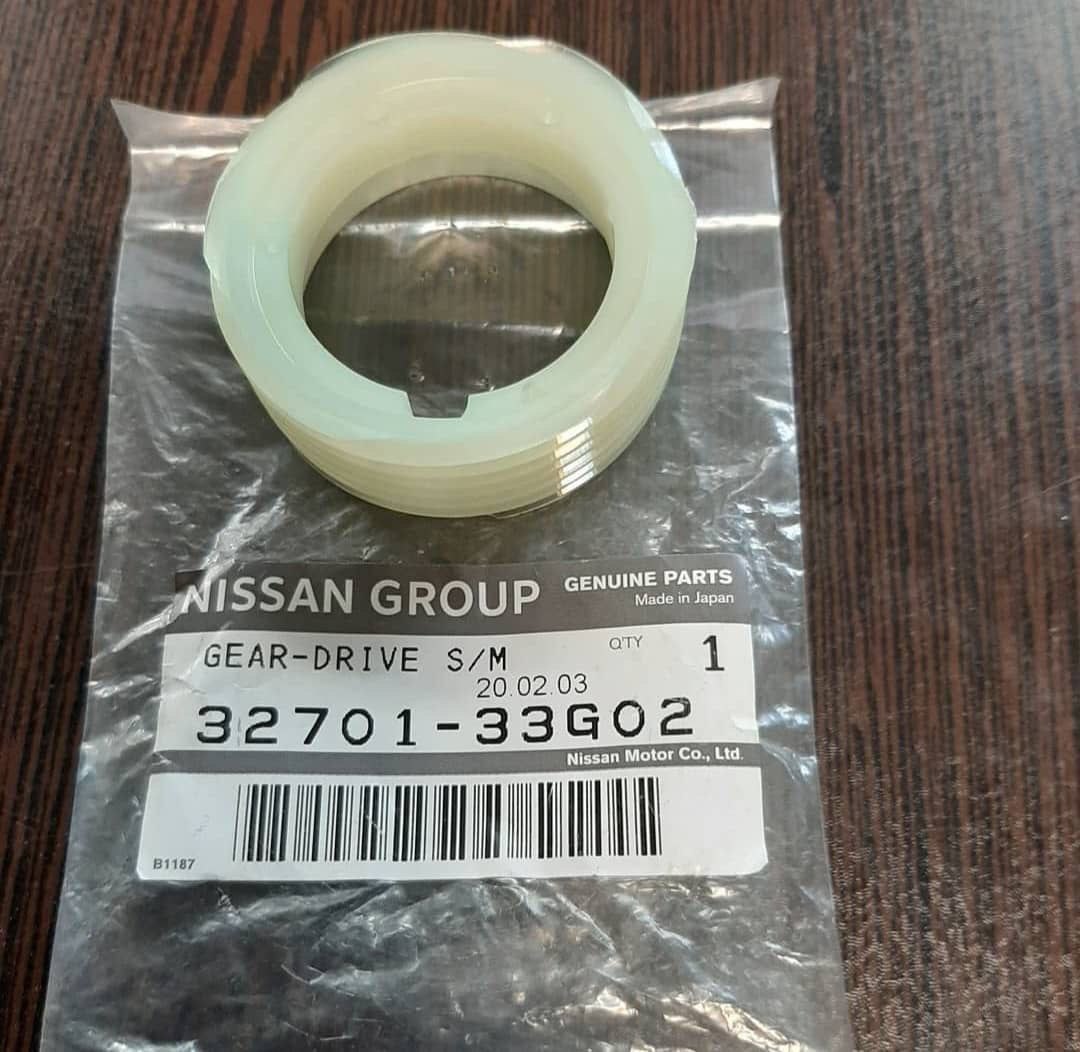 NISSAN GROUP GENUINE PARTS
Made in Japan
GEAR-DRIVE S/M Q'TY 1
20.02.03
32701-33G02
Nissan Motor Co., Ltd.
B1187